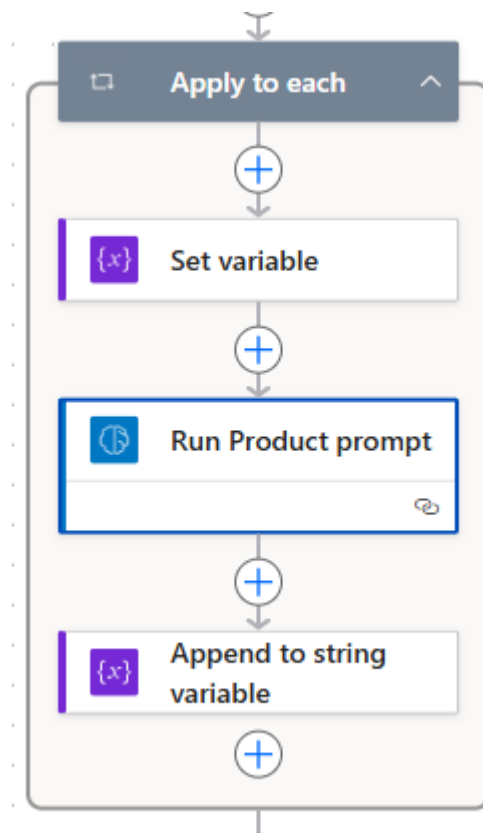 Apply to each
{x}
Set variable
Run Product prompt
{x}
Append to string
variable